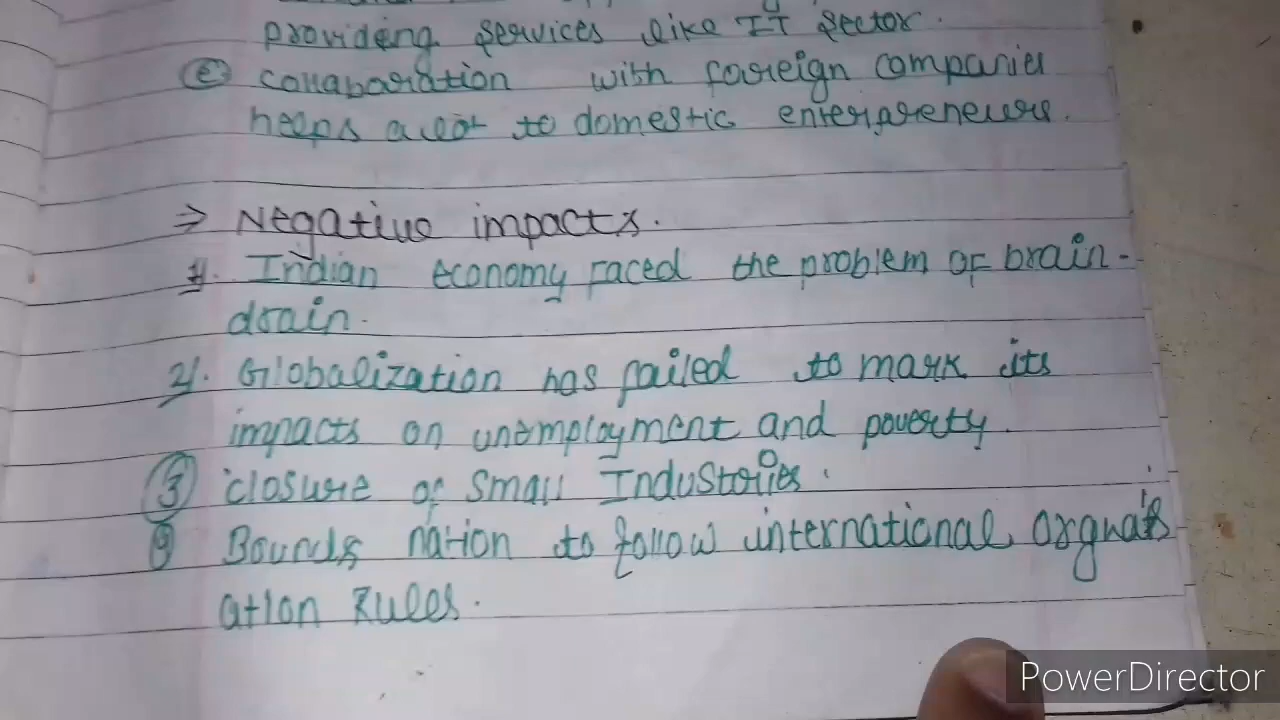 providing services like IT sector.
(e) collaboration with foreign companies
helps a lot to domestic enterpreneurs.
⇒ Negative impacts.
1). Indian economy faced the problem of brain-
drain.
2). Globalization has failed to mark its
impacts on unemployment and poverty.
(3) closure of small Industries.
Bounds nation to follow international
ation Rules.
PowerDirector